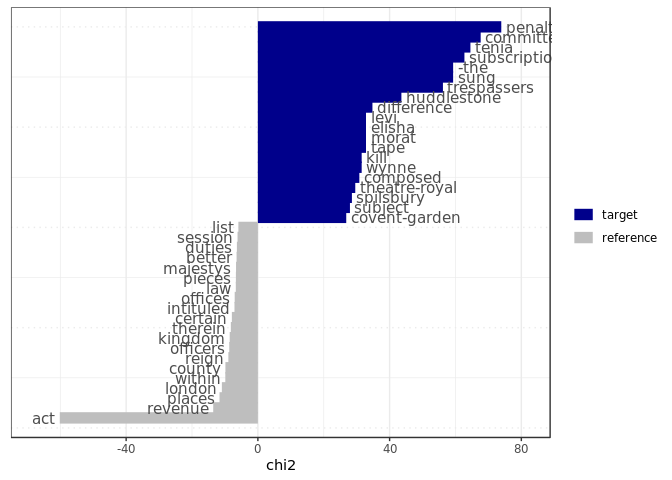 penalt
committe
tenia
subscriptio
-the
sung
trespassers
huddlestone
difference
levi
elisha
morat
tape
kill
wynne
composed
theatre-royal
spilsbury
subject
covent-garden
list
session
duties
better
majestys
pieces
law
offices
intituled
certain
therein
kingdom
officers
reign
county
within
london
places
revenue
act
target
reference
-40
0
40
80
chi2